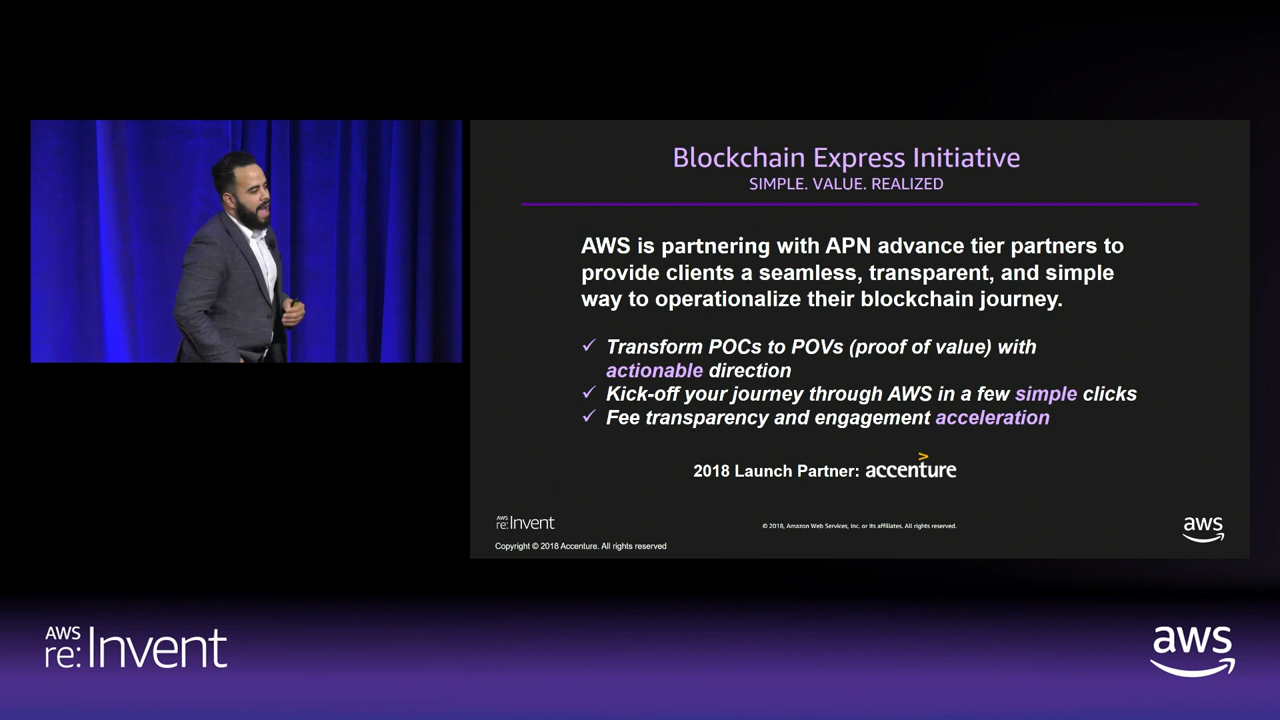 Blockchain Express Initiative
SIMPLE. VALUE. REALIZED
AWS is partnering with APN advance tier partners to
provide clients a seamless, transparent, and simple
way to operationalize their blockchain journey.
✓ Transform POCs to POVs (proof of value) with
actionable direction
✓ Kick-off your journey through AWS in a few simple clicks
✓ Fee transparency and engagement acceleration
2018 Launch Partner: accenture
>
AWS
re:Invent
© 2018, Amazon Web Services, Inc. or its affiliates. All rights reserved.
aws
Copyright © 2018 Accenture. All rights reserved
AWS
re:Invent
aws